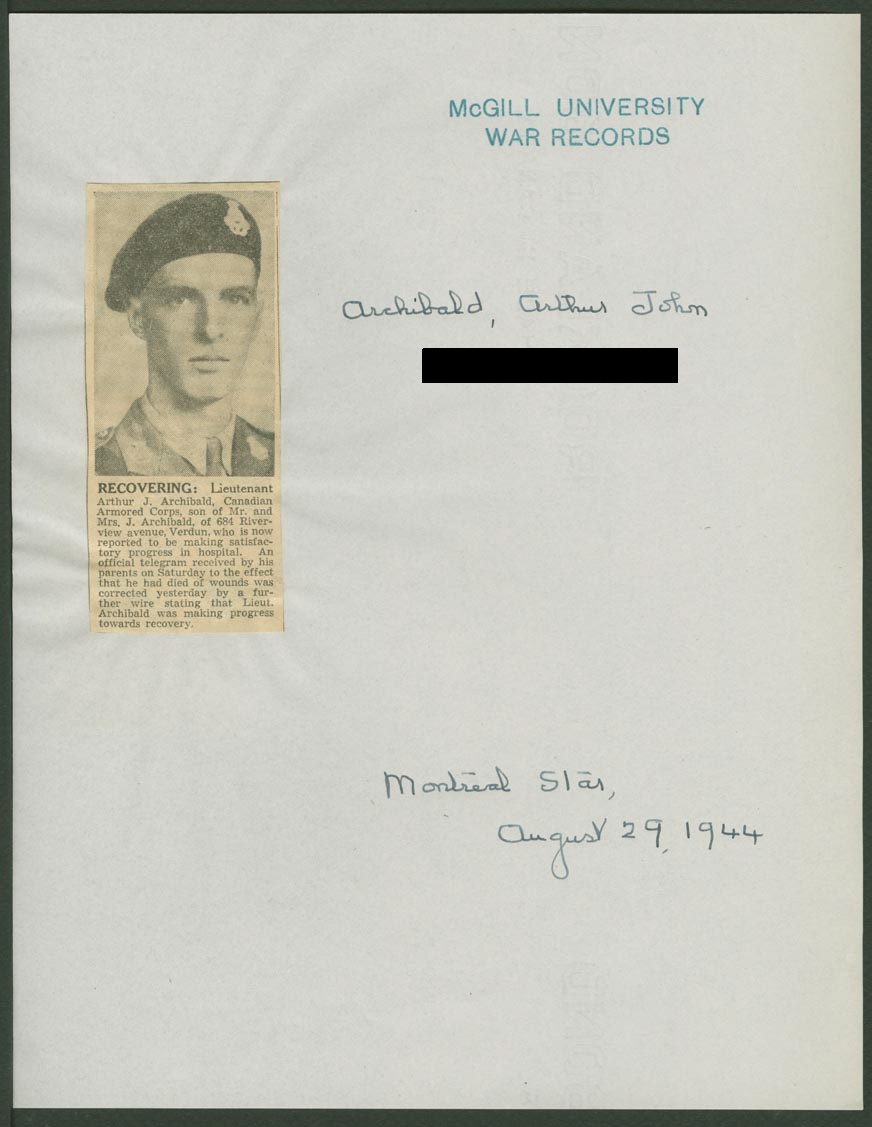 McGILL UNIVERSITY
WAR RECORDS
Archibald, Arthur John
RECOVERING: Lieutenant
Arthur J. Archibald, Canadian
Armored Corps, son of Mr. and
Mrs. J. Archibald, of 684 River-
view avenue, Verdun, who is now
reported to be making satisfac-
tory progress in hospital. An
official telegram received by his
parents on Saturday to the effect
that he had died of wounds was
corrected yesterday by a fur-
ther wire stating that Lieut.
Archibald was making progress
towards recovery.
Montreal Star,
August 29, 1944